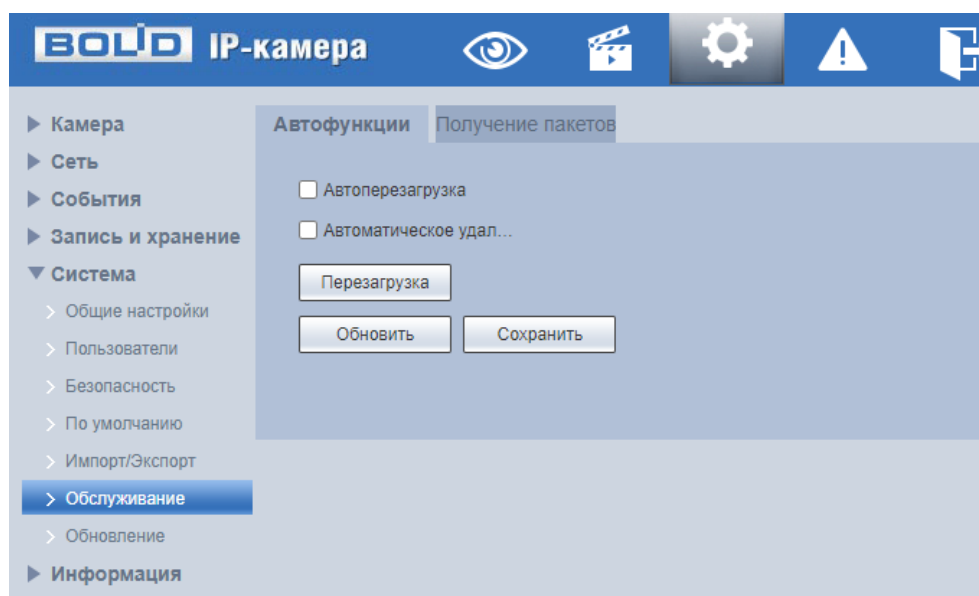 BOLID IP-камера
Камера
Сеть
События
Запись и хранение
Система
Общие настройки
Пользователи
Безопасность
По умолчанию
Импорт/Экспорт
Обслуживание
Обновление
Информация
Автофункции Получение пакетов
Автоперезагрузка
Автоматическое удал...
Перезагрузка
Обновить Сохранить